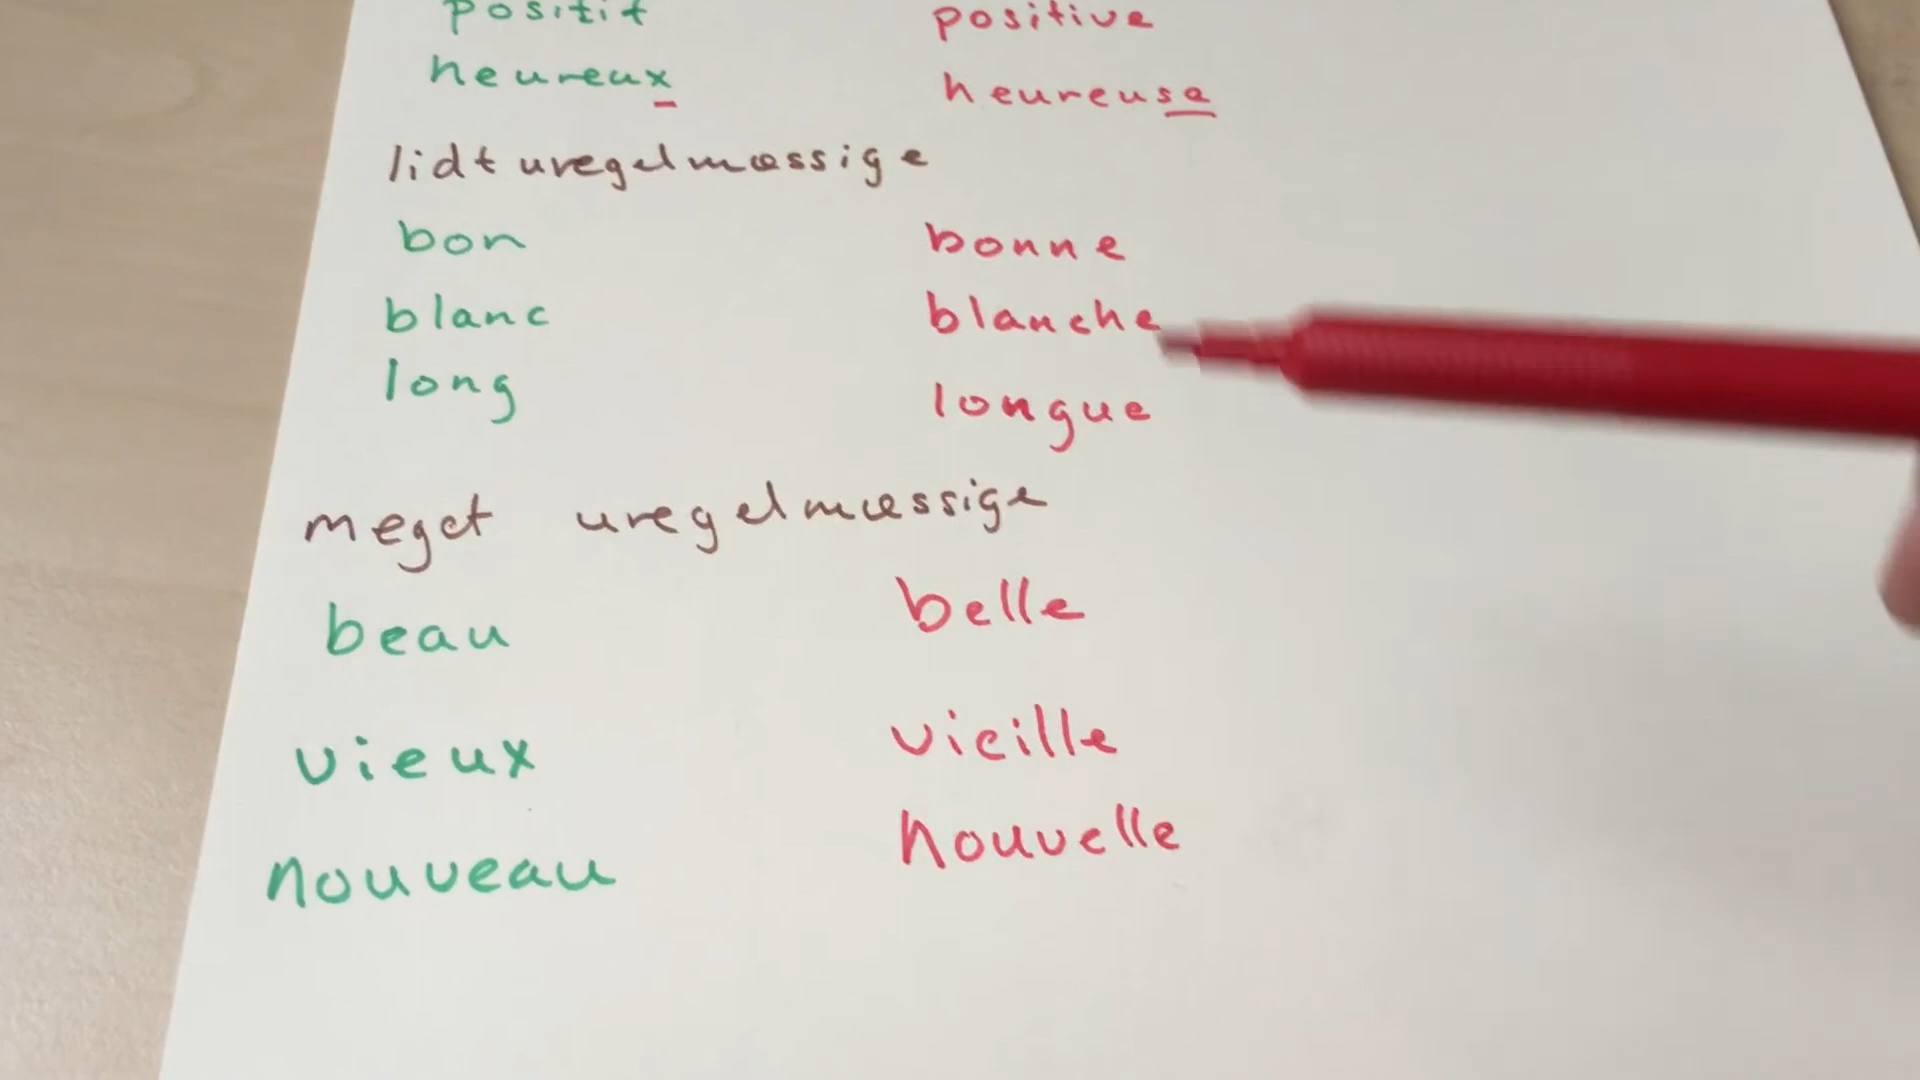 positif positive
heureux heureuse
lidt uregelmæssige
bon bonne
blanc blanche
long longue
meget uregelmæssige
beau belle
vieux vieille
nouveau nouvelle